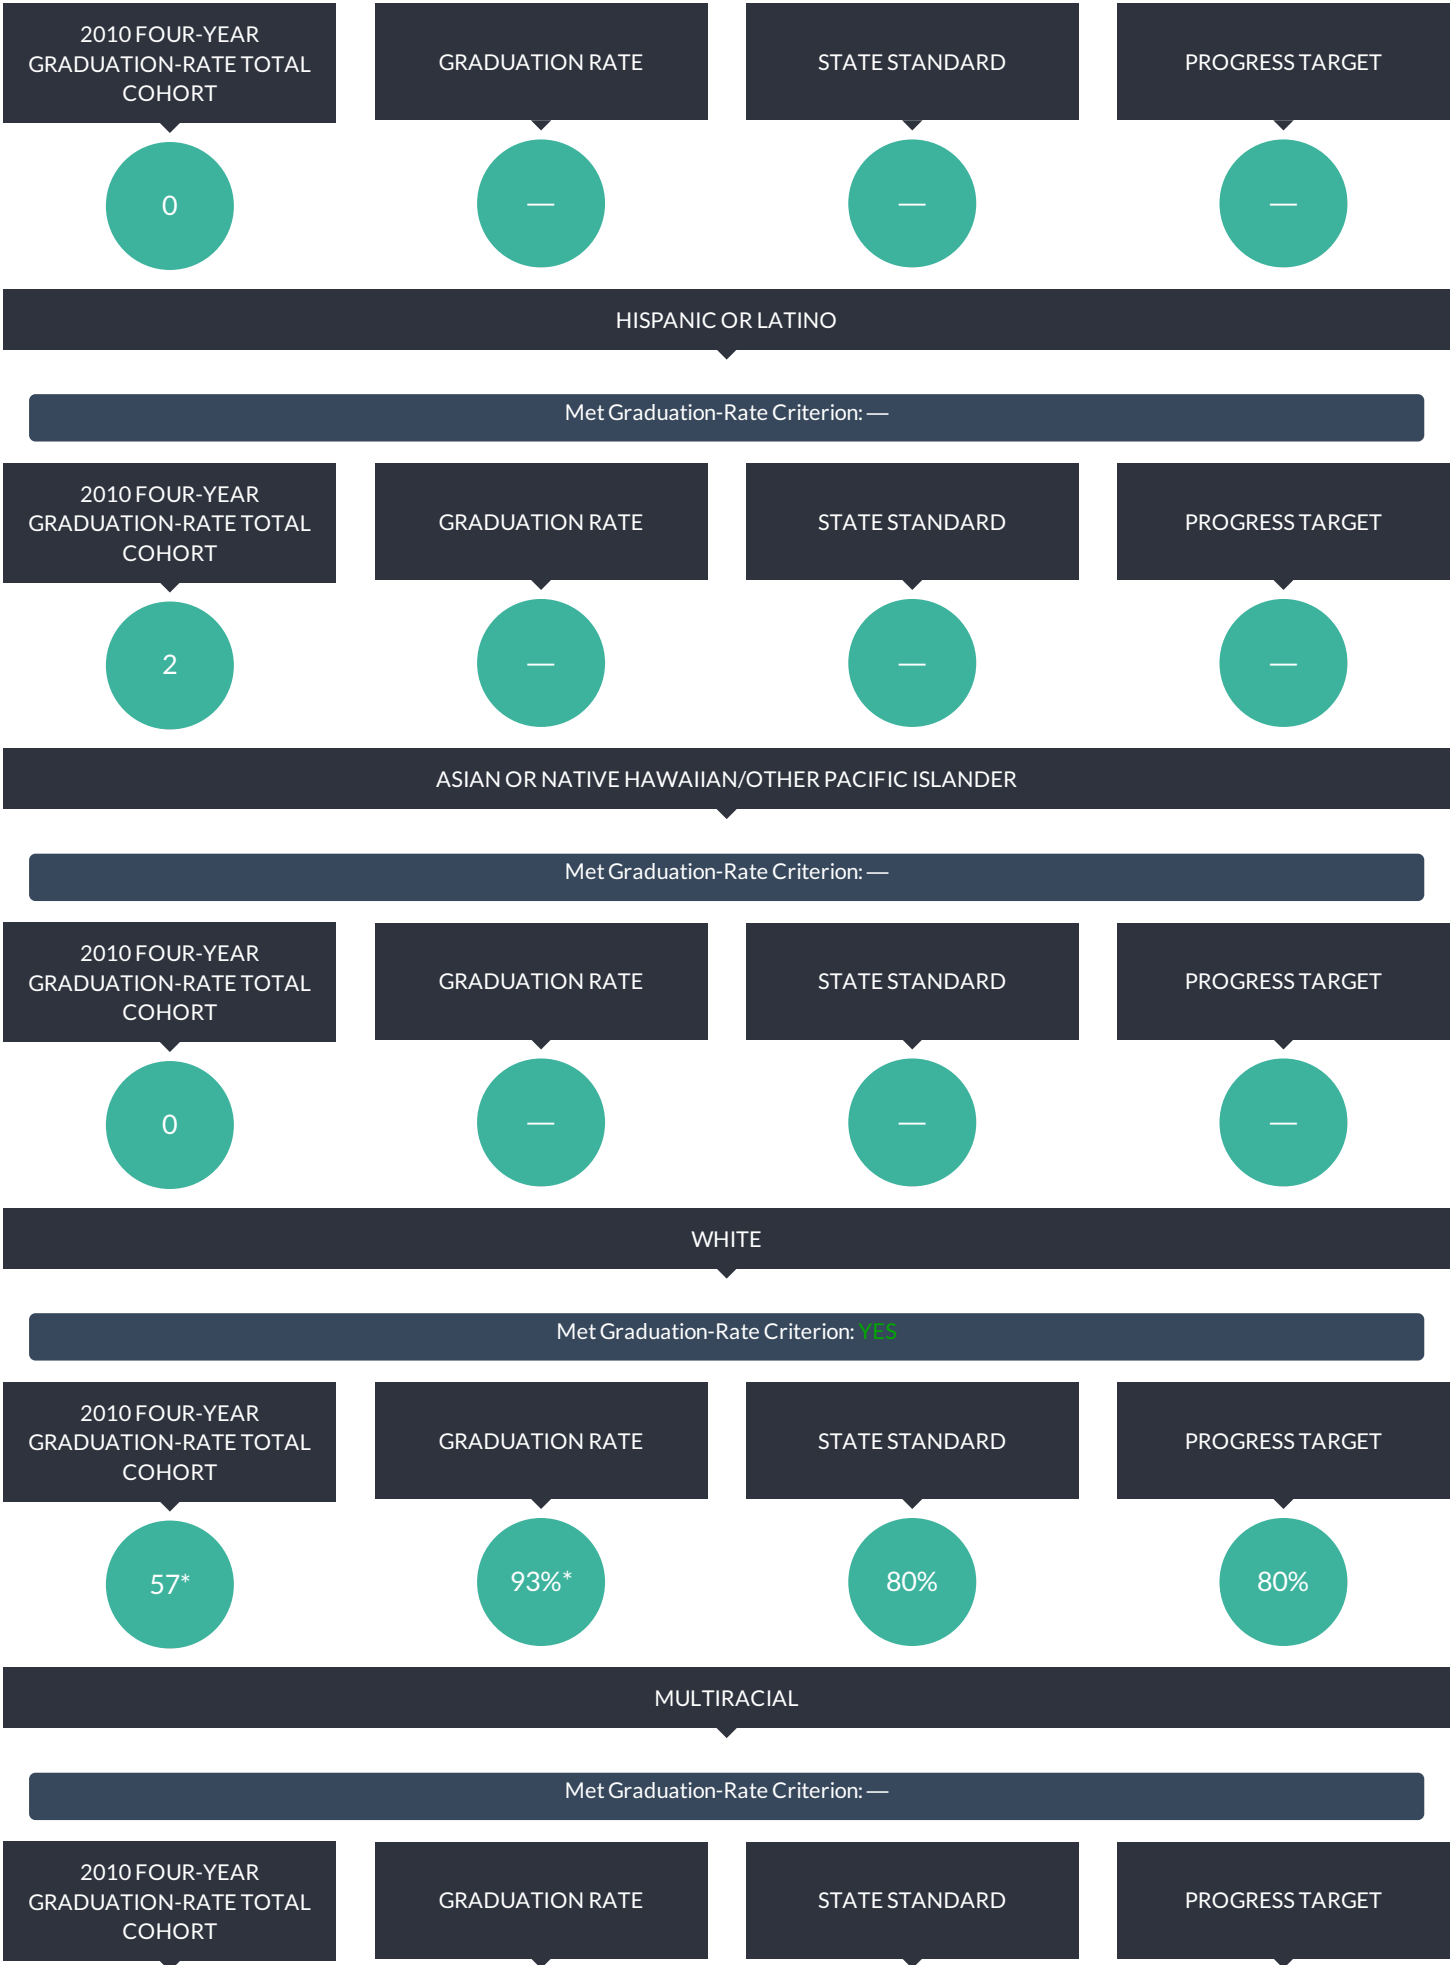 2010 FOUR-YEAR
GRADUATION-RATE TOTAL
COHORT
GRADUATION RATE
STATE STANDARD
PROGRESS TARGET
0
—
—
—
HISPANIC OR LATINO
Met Graduation-Rate Criterion: —
2010 FOUR-YEAR
GRADUATION-RATE TOTAL
COHORT
GRADUATION RATE
STATE STANDARD
PROGRESS TARGET
2
—
—
—
ASIAN OR NATIVE HAWAIIAN/OTHER PACIFIC ISLANDER
Met Graduation-Rate Criterion: —
2010 FOUR-YEAR
GRADUATION-RATE TOTAL
COHORT
GRADUATION RATE
STATE STANDARD
PROGRESS TARGET
0
—
—
—
WHITE
Met Graduation-Rate Criterion: YES
2010 FOUR-YEAR
GRADUATION-RATE TOTAL
COHORT
GRADUATION RATE
STATE STANDARD
PROGRESS TARGET
57*
93%*
80%
80%
MULTIRACIAL
Met Graduation-Rate Criterion: —
2010 FOUR-YEAR
GRADUATION-RATE TOTAL
COHORT
GRADUATION RATE
STATE STANDARD
PROGRESS TARGET